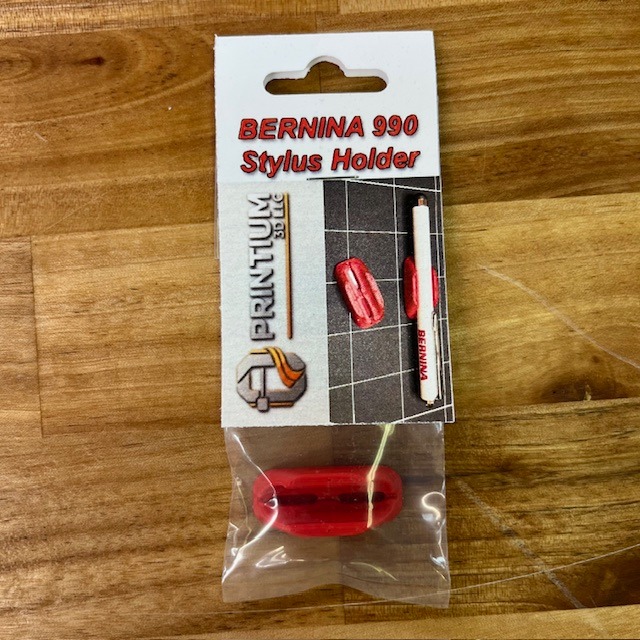 BERNINA 990
Stylus Holder
PRINTIUM
3D LLC
BERNINA